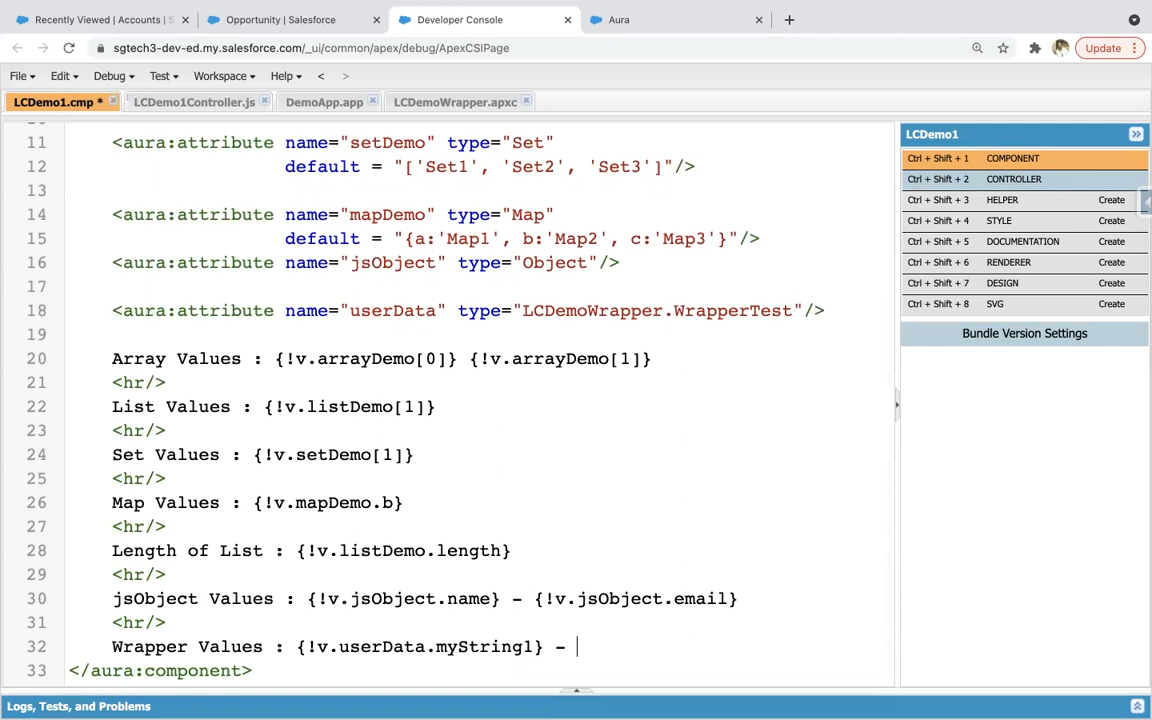 Recently Viewed | Accounts | S
Opportunity | Salesforce
Developer Console
Aura
sgtech3-dev-ed.my.salesforce.com/_ui/common/apex/debug/ApexCSIPage
Update
File Edit Debug Test Workspace Help < >
LCDemo1.cmp * LCDemo1Controller.js DemoApp.app LCDemoWrapper.apxc
11 <aura:attribute name="setDemo" type="Set"
12 default = "['Set1', 'Set2', 'Set3']"/>
13
14 <aura:attribute name="mapDemo" type="Map"
15 default = "{a:'Map1', b:'Map2', c:'Map3'}"/>
16 <aura:attribute name="jsObject" type="Object"/>
17
18 <aura:attribute name="userData" type="LCDemoWrapper.WrapperTest"/>
19
20 Array Values : {!v.arrayDemo[0]} {!v.arrayDemo[1]}
21 <hr/>
22 List Values : {!v.listDemo[1]}
23 <hr/>
24 Set Values : {!v.setDemo[1]}
25 <hr/>
26 Map Values : {!v.mapDemo.b}
27 <hr/>
28 Length of List : {!v.listDemo.length}
29 <hr/>
30 jsObject Values : {!v.jsObject.name} - {!v.jsObject.email}
31 <hr/>
32 Wrapper Values : {!v.userData.myString1} -
33 </aura:component>
LCDemo1
Ctrl + Shift + 1 COMPONENT
Ctrl + Shift + 2 CONTROLLER
Ctrl + Shift + 3 HELPER Create
Ctrl + Shift + 4 STYLE Create
Ctrl + Shift + 5 DOCUMENTATION Create
Ctrl + Shift + 6 RENDERER Create
Ctrl + Shift + 7 DESIGN Create
Ctrl + Shift + 8 SVG Create
Bundle Version Settings
Logs, Tests, and Problems